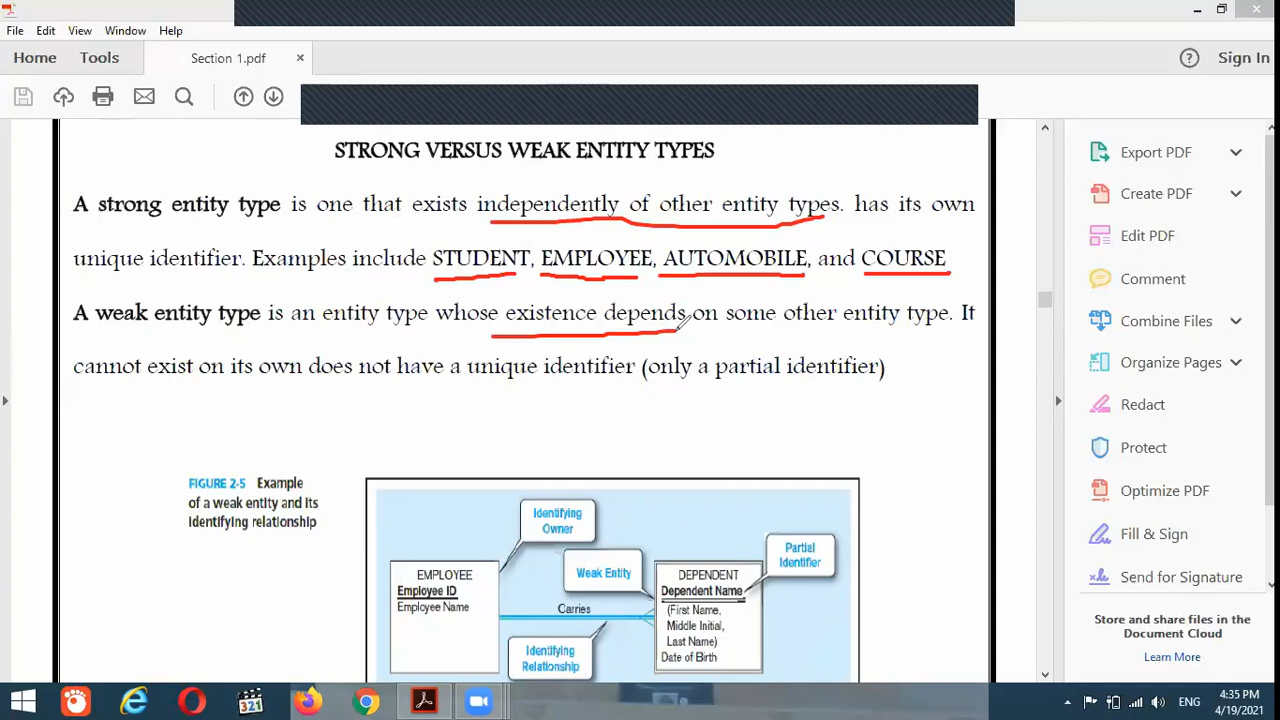 File Edit View Window Help
Home Tools Section 1.pdf × ? Sign In
STRONG VERSUS WEAK ENTITY TYPES
A strong entity type is one that exists independently of other entity types. has its own
unique identifier. Examples include STUDENT, EMPLOYEE, AUTOMOBILE, and COURSE
A weak entity type is an entity type whose existence depends on some other entity type. It
cannot exist on its own does not have a unique identifier (only a partial identifier)
FIGURE 2-5 Example
of a weak entity and its
identifying relationship
Identifying
Owner
Weak Entity
Partial
Identifier
EMPLOYEE
Employee ID
Employee Name
Carries
Identifying
Relationship
DEPENDENT
Dependent Name
(First Name,
Middle Initial,
Last Name)
Date of Birth
Export PDF
Create PDF
Edit PDF
Comment
Combine Files
Organize Pages
Redact
Protect
Optimize PDF
Fill & Sign
Send for Signature
Store and share files in the
Document Cloud
Learn More
321
ENG
4:35 PM
4/19/2021